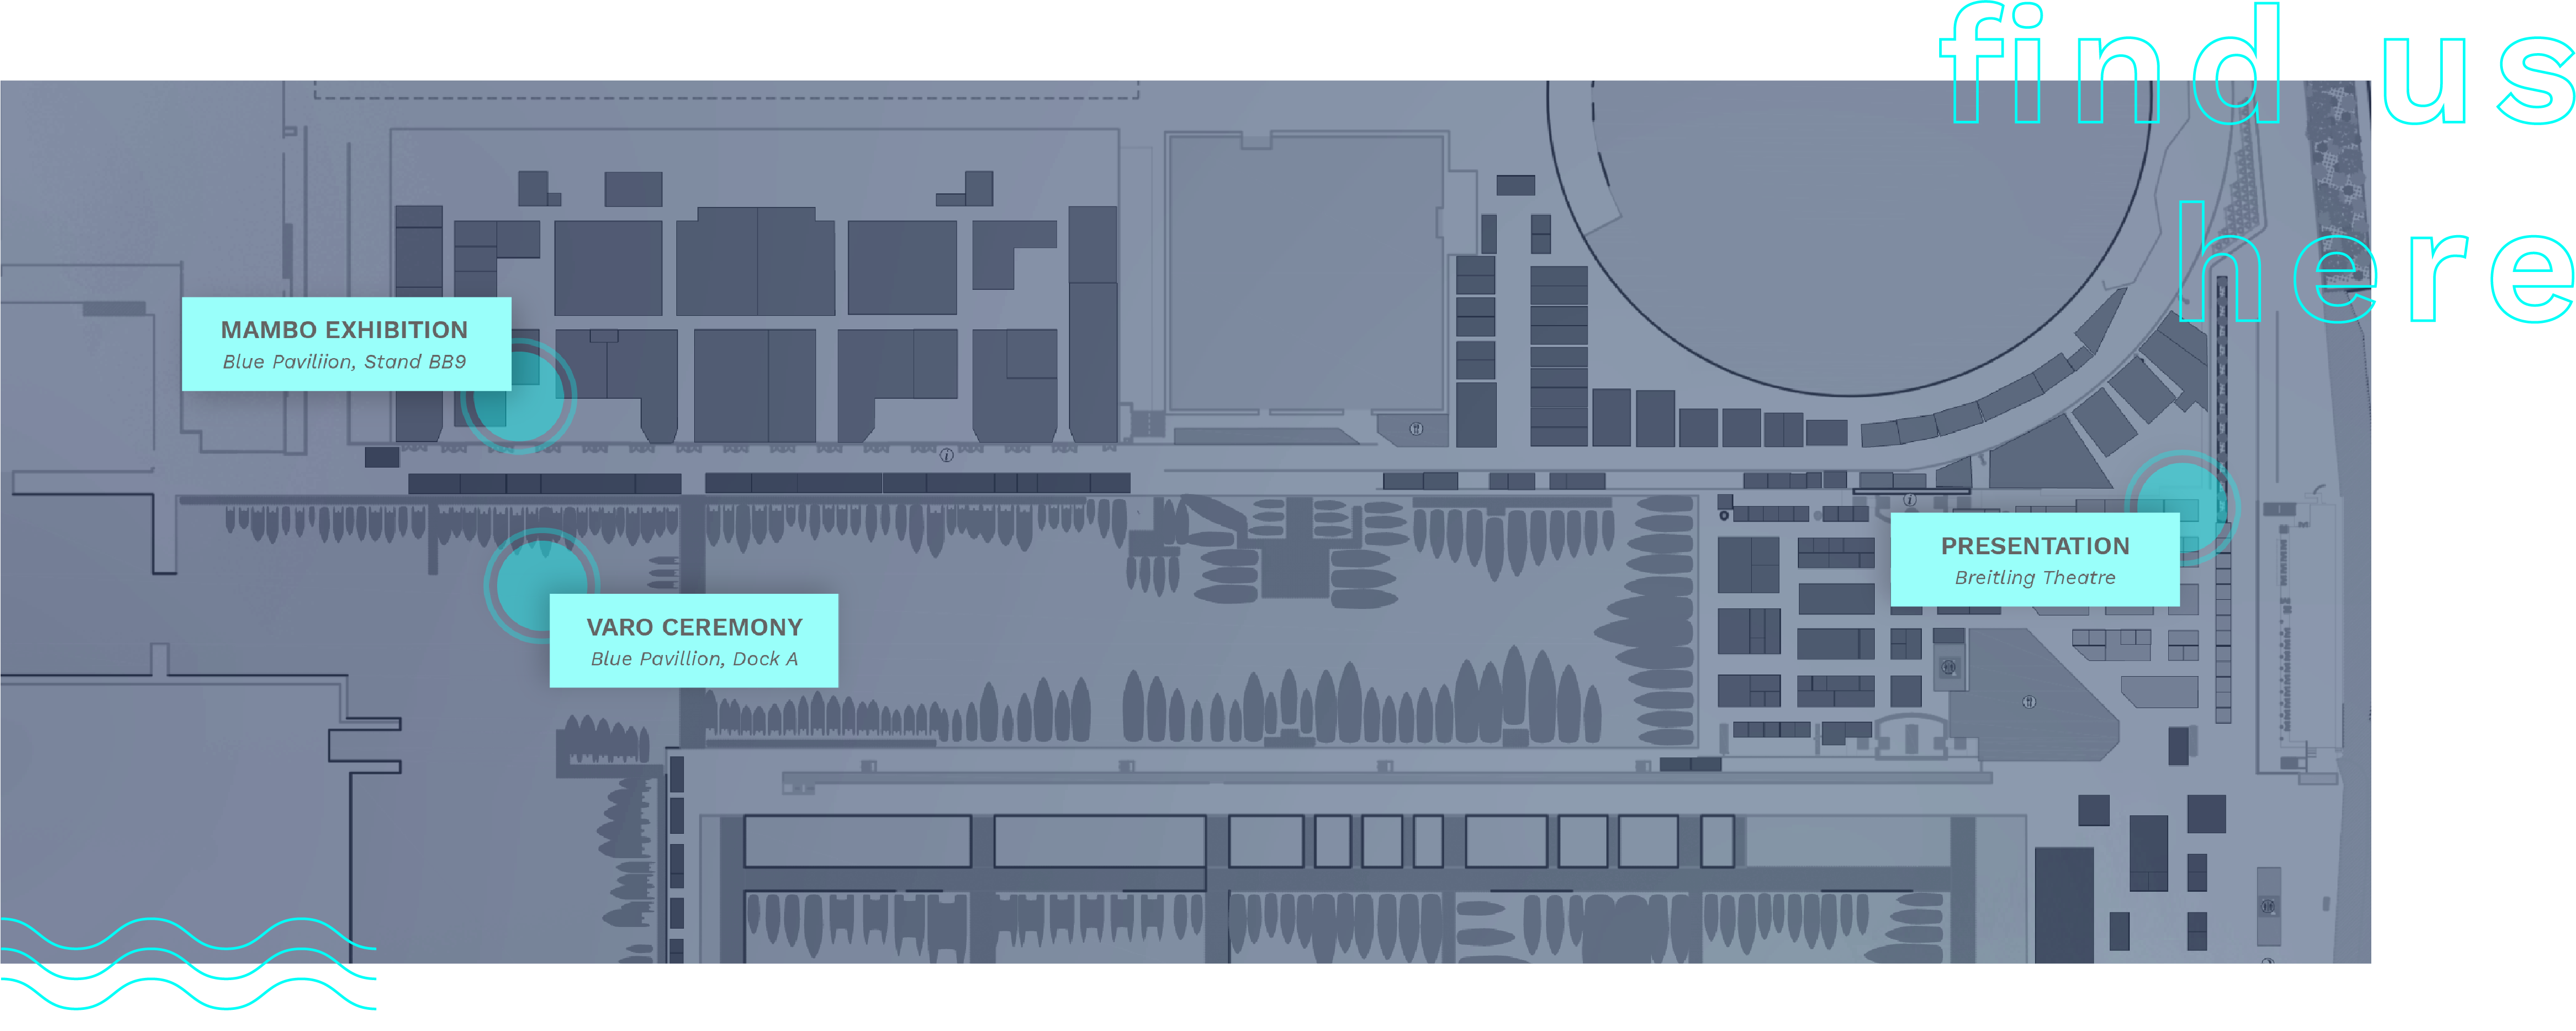 find us
here
MAMBO EXHIBITION
Blue Paviliion, Stand BB9
VARO CEREMONY
Blue Pavillion, Dock A
PRESENTATION
Breitling Theatre